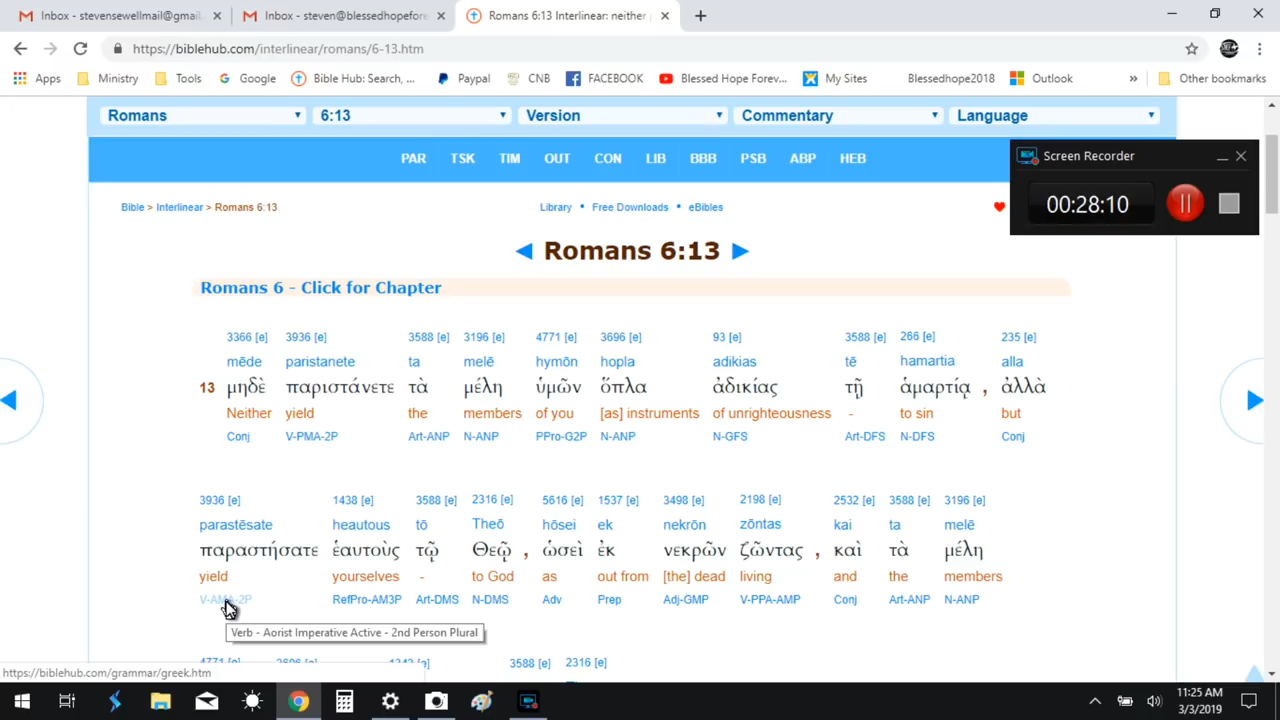 Inbox - stevensewellmail@gmai Inbox - steven@blessedhopefore Romans 6:13 Interlinear: neither
https://biblehub.com/interlinear/romans/6-13.htm
Apps Ministry Tools Google Bible Hub: Search, ... Paypal CNB FACEBOOK Blessed Hope Forev... My Sites Blessedhope2018 Outlook » Other bookmarks
Romans 6:13 Version Commentary Language
PAR TSK TIM OUT CON LIB BBB PSB ABP HEB
Screen Recorder
00:28:10
Bible > Interlinear > Romans 6:13 Library • Free Downloads • eBibles
Romans 6:13
Romans 6 - Click for Chapter
3366 [e] 3936 [e] 3588 [e] 3196 [e] 4771 [e] 3696 [e] 93 [e] 3588 [e] 266 [e] 235 [e]
mēde paristanete ta melē hymōn hopla adikias tē hamartia alla
13 μηδὲ παριστάνετε τὰ μέλη ὑμῶν ὅπλα ἀδικίας τῇ ἁμαρτίᾳ , ἀλλὰ
Neither yield the members of you [as] instruments of unrighteousness - to sin but
Conj V-PMA-2P Art-ANP N-ANP PPro-G2P N-ANP N-GFS Art-DFS N-DFS Conj
3936 [e] 1438 [e] 3588 [e] 2316 [e] 5616 [e] 1537 [e] 3498 [e] 2198 [e] 2532 [e] 3588 [e] 3196 [e]
parastēsate heautous tō Theō hōsei ek nekrōn zōntas kai ta melē
παραστήσατε ἑαυτοὺς τῷ Θεῷ , ὡσεὶ ἐκ νεκρῶν ζῶντας , καὶ τὰ μέλη
yield yourselves - to God as out from [the] dead living and the members
V-AMA-2P RefPro-AM3P Art-DMS N-DMS Adv Prep Adj-GMP V-PPA-AMP Conj Art-ANP N-ANP
Verb - Aorist Imperative Active - 2nd Person Plural
3588 [e] 2316 [e]
https://biblehub.com/grammar/greek.htm
11:25 AM
3/3/2019